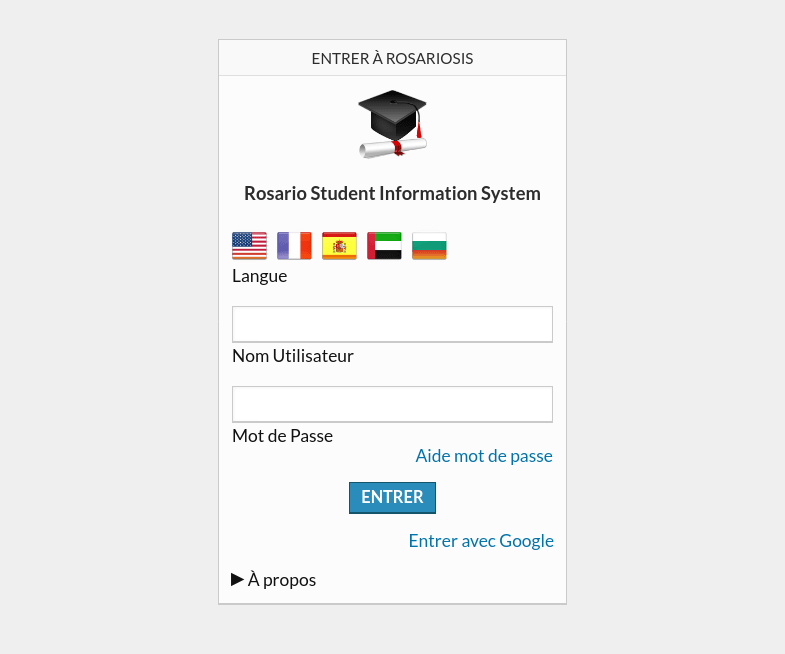 ENTRER À ROSARIOSIS
Rosario Student Information System
Langue
Nom Utilisateur
Mot de Passe
Aide mot de passe
ENTRER
Entrer avec Google
À propos